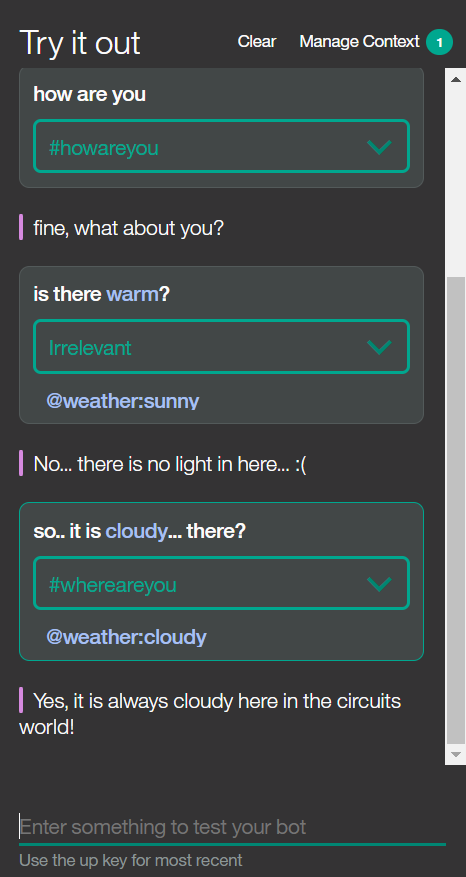 Try it out
Clear
Manage Context
1
how are you
#howareyou
fine, what about you?
is there warm?
Irrelevant
@weather:sunny
No... there is no light in here... :(
so.. it is cloudy... there?
#whereareyou
@weather:cloudy
Yes, it is always cloudy here in the circuits
world!
Enter something to test your bot
Use the up key for most recent